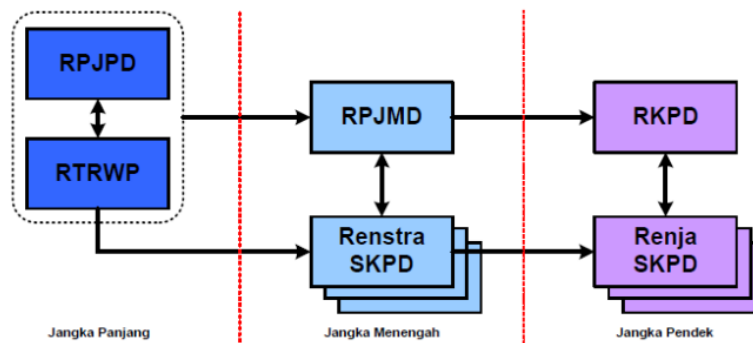 RPJPD
RTRWP
RPJMD
Renstra
SKPD
RKPD
Renja
SKPD
Jangka Panjang
Jangka Menengah
Jangka Pendek